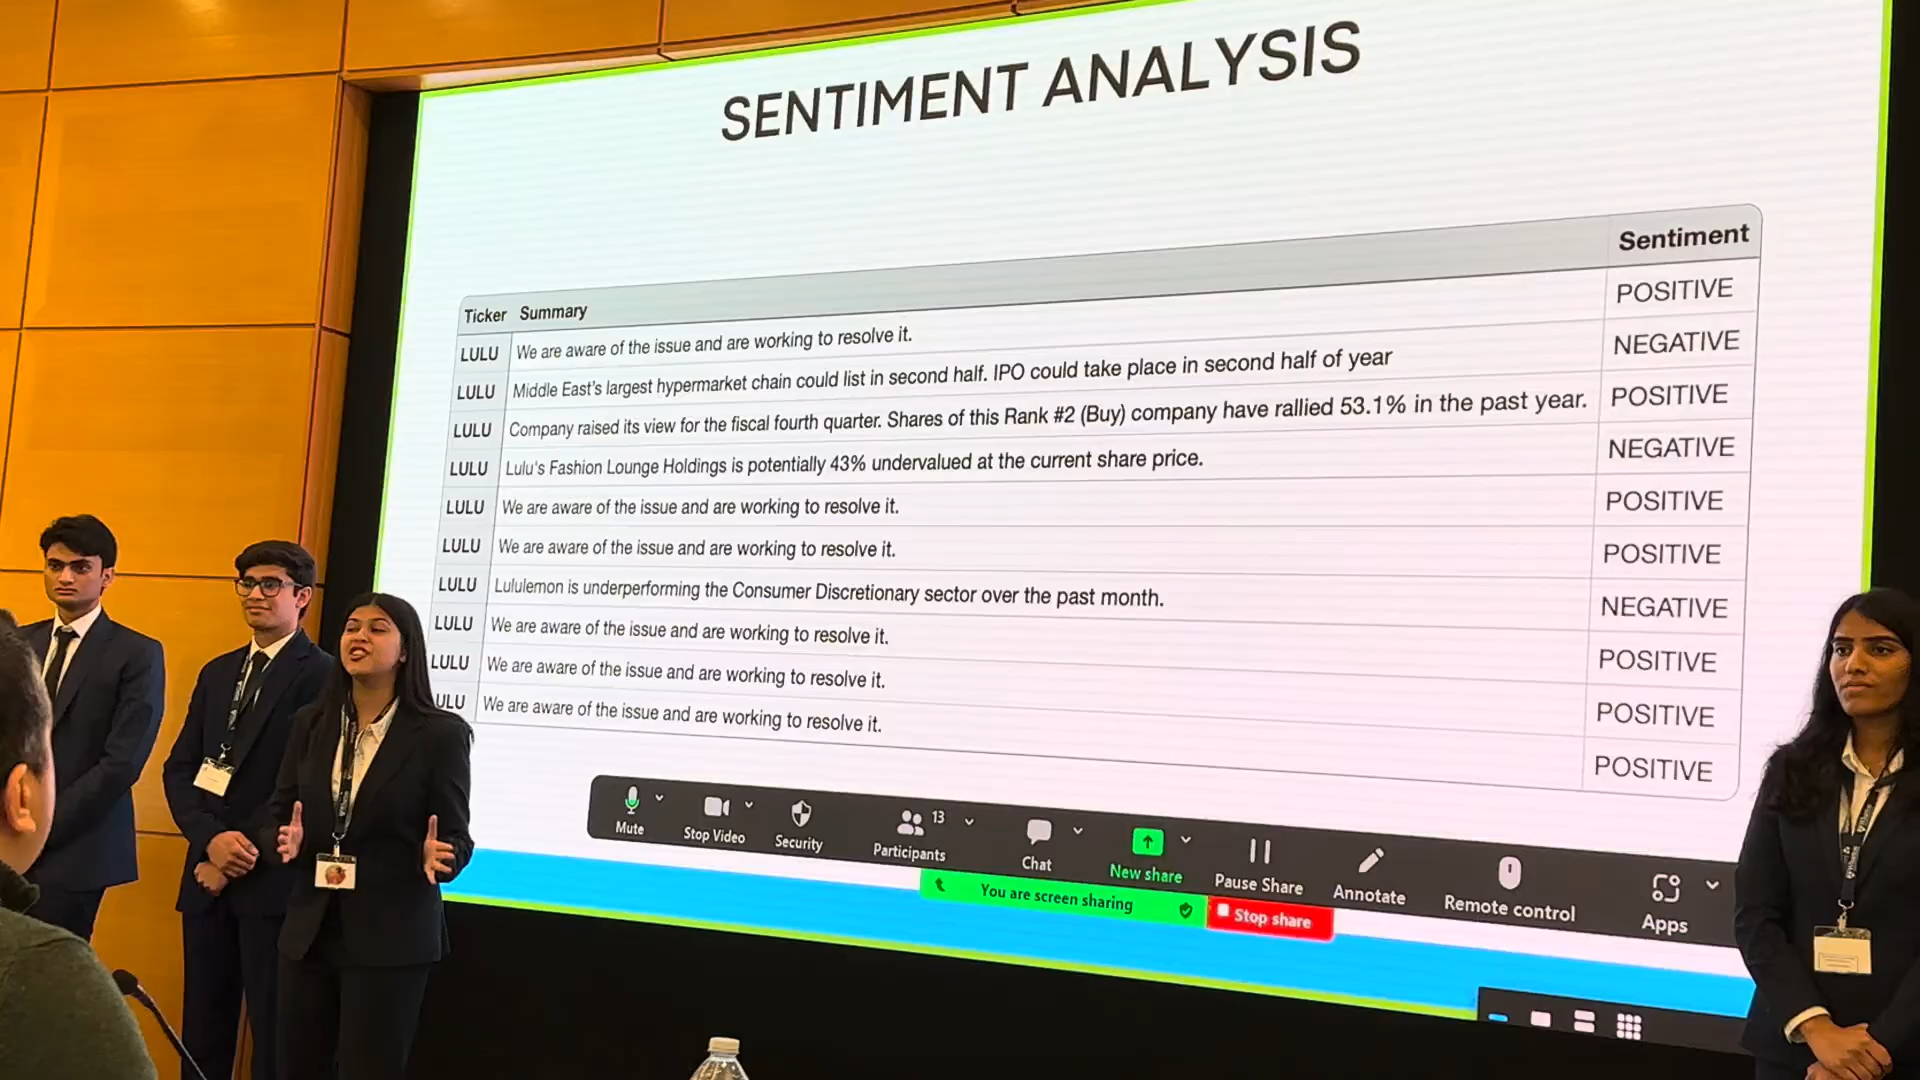 SENTIMENT ANALYSIS
Ticker Summary Sentiment
LULU We are aware of the issue and are working to resolve it. POSITIVE
LULU Middle East's largest hypermarket chain could list in second half. IPO could take place in second half of year NEGATIVE
LULU Company raised its view for the fiscal fourth quarter. Shares of this Rank #2 (Buy) company have rallied 53.1% in the past year. POSITIVE
LULU Lulu's Fashion Lounge Holdings is potentially 43% undervalued at the current share price. NEGATIVE
LULU We are aware of the issue and are working to resolve it. POSITIVE
LULU We are aware of the issue and are working to resolve it. POSITIVE
LULU Lululemon is underperforming the Consumer Discretionary sector over the past month. NEGATIVE
LULU We are aware of the issue and are working to resolve it. POSITIVE
LULU We are aware of the issue and are working to resolve it. POSITIVE
ULU We are aware of the issue and are working to resolve it. POSITIVE
Mute Stop Video Security Participants 13 Chat New share Pause Share Annotate Remote control Apps
You are screen sharing Stop share